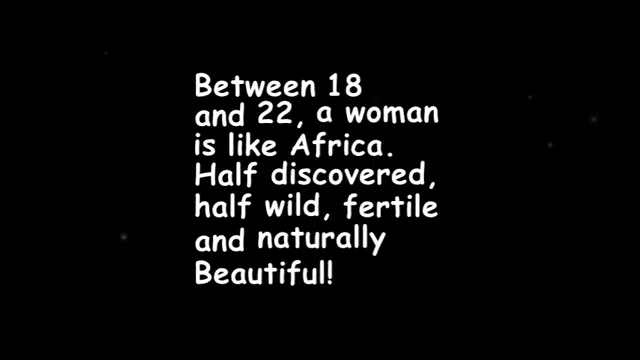 Between 18
and 22, a woman
is like Africa.
Half discovered,
half wild, fertile
and naturally
Beautiful!